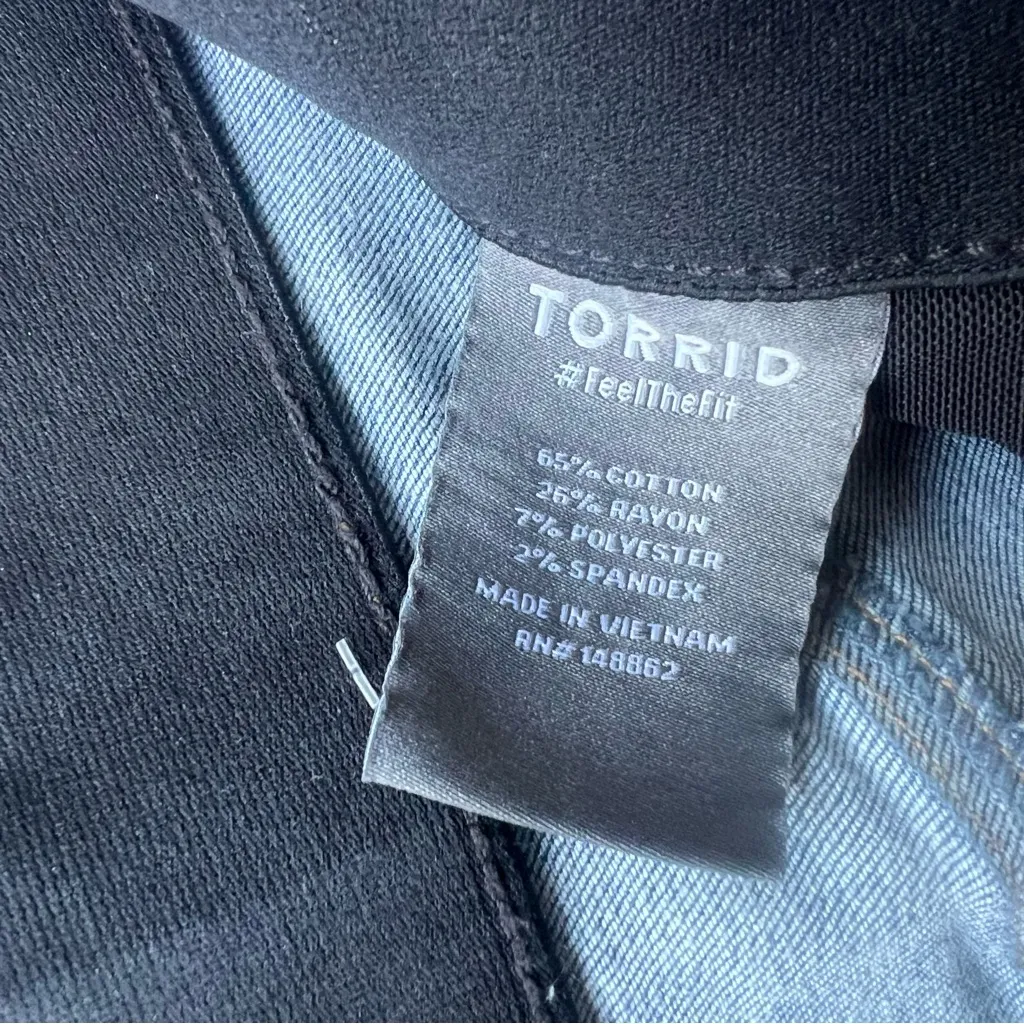 TORRID
#FeelTheFit
65% COTTON
26% RAYON
7% POLYESTER
2% SPANDEX
MADE IN VIETNAM
RN# 148862